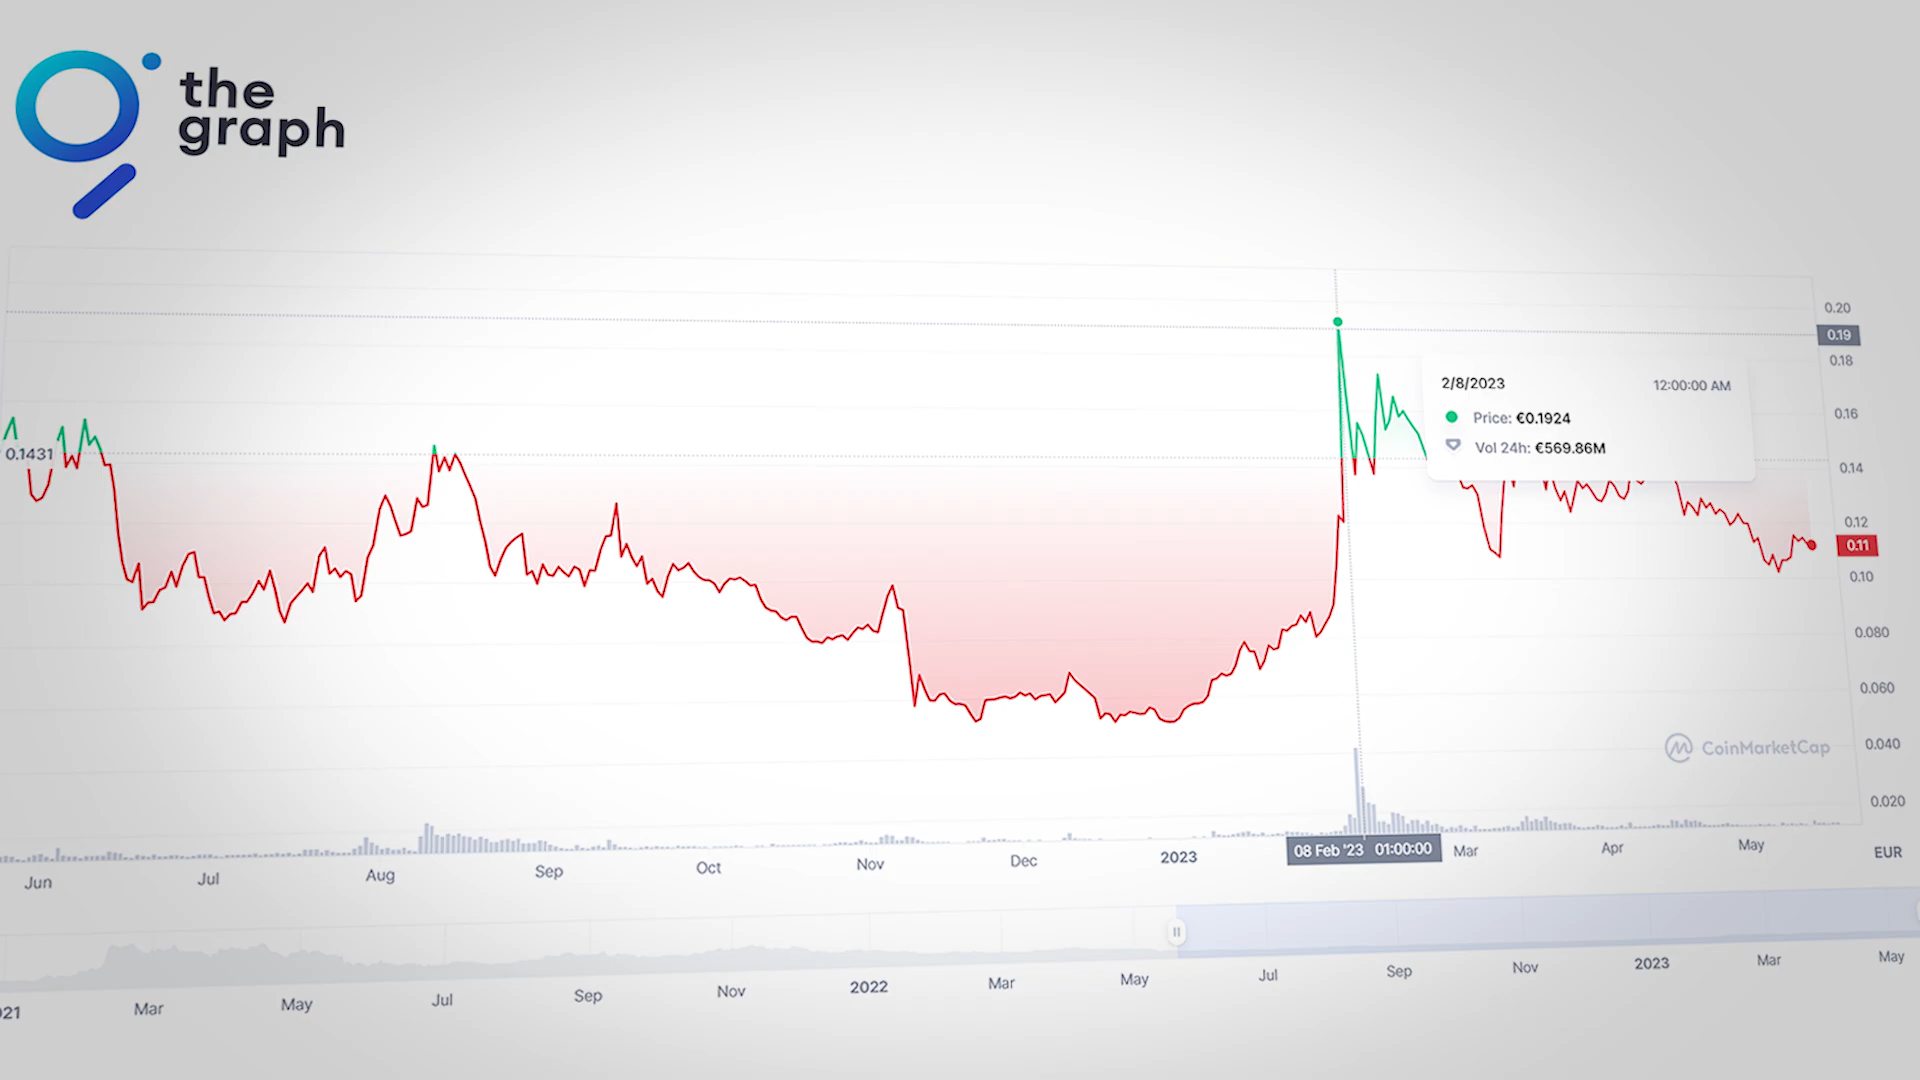 the
graph
0.20
0.19
0.18
2/8/2023 12:00:00 AM
Price: €0.1924
Vol 24h: €569.86M
0.16
0.1431
0.14
0.12
0.11
0.10
0.080
0.060
CoinMarketCap
0.040
0.020
08 Feb '23 01:00:00
Jun Jul Aug Sep Oct Nov Dec 2023 Mar Apr May EUR
021 Mar May Jul Sep Nov 2022 Mar May Jul Sep Nov 2023 Mar May